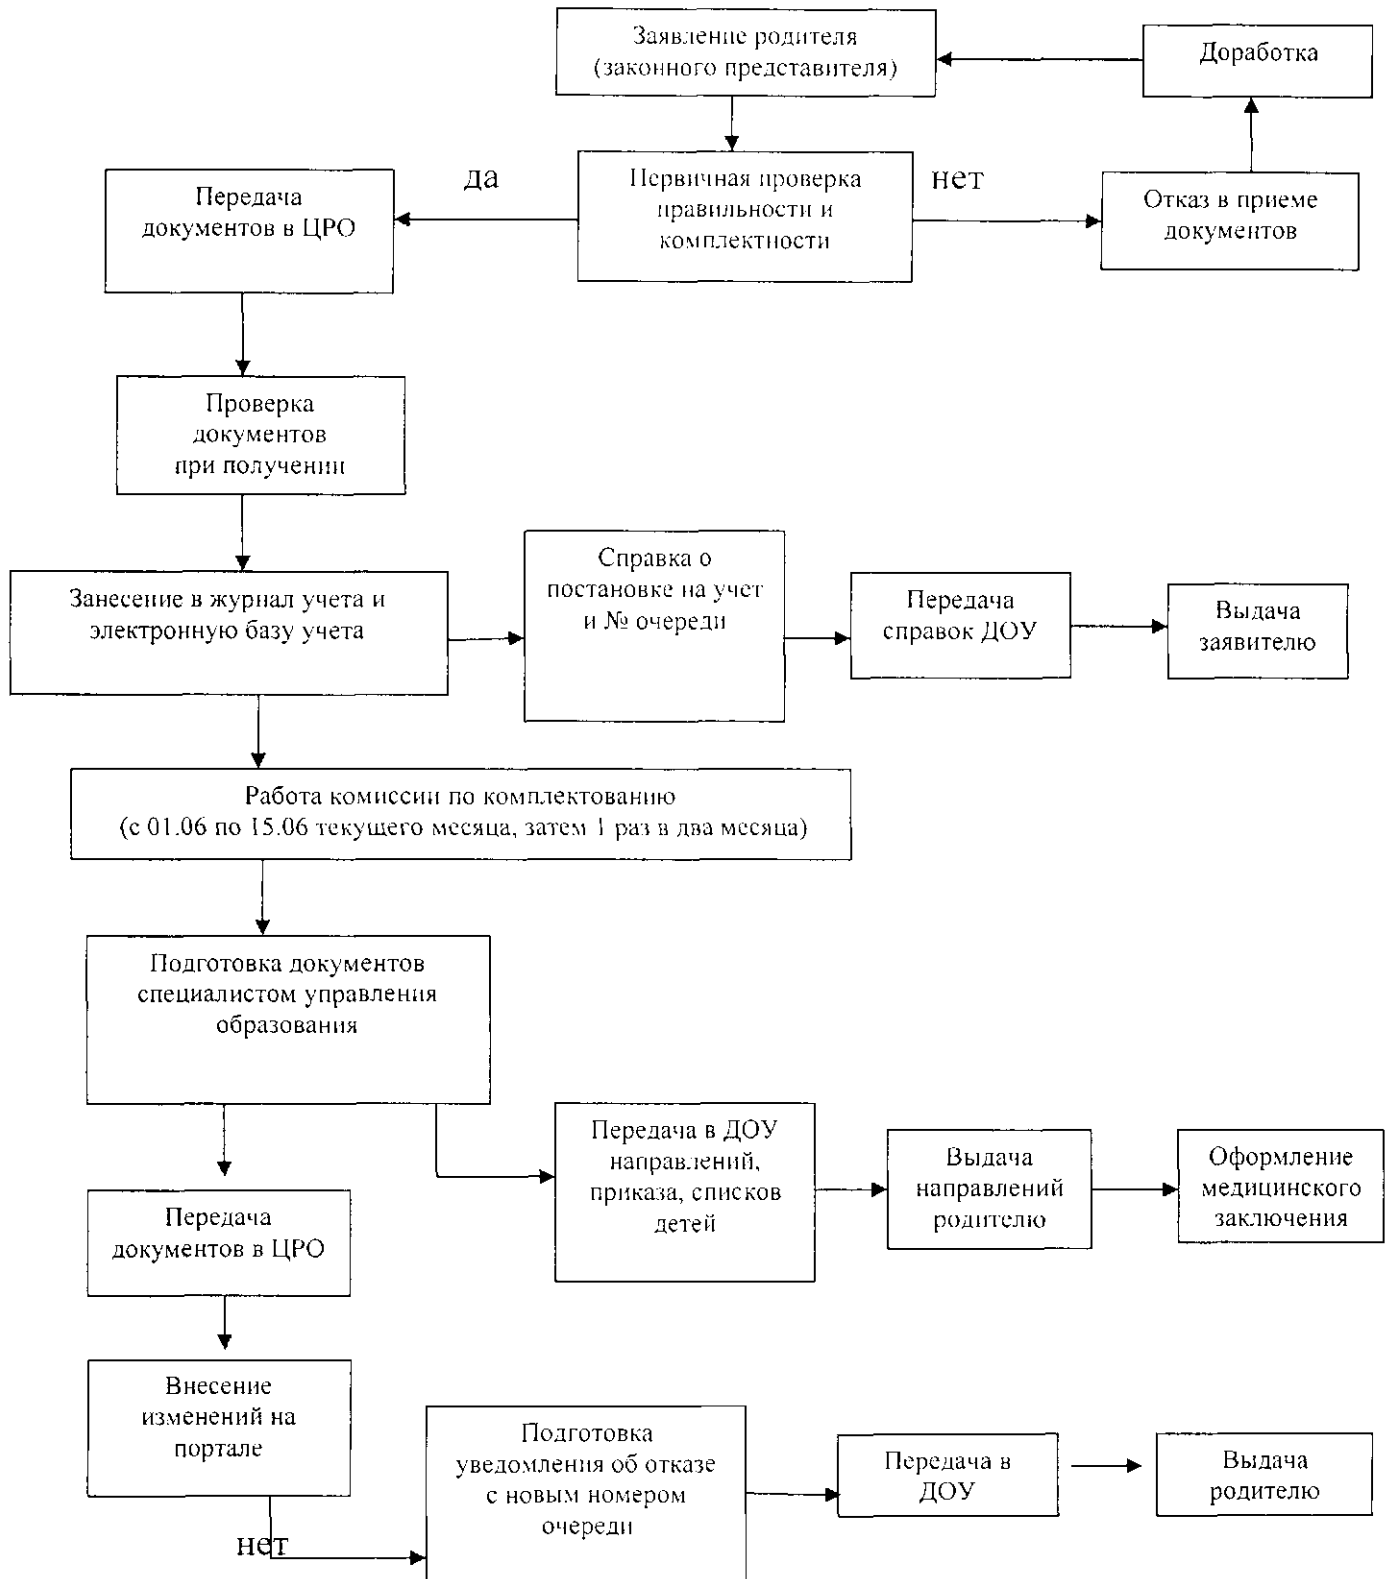 Заявление родителя
(законного представителя)
Доработка
да
Первичная проверка
правильности и
комплектности
нет
Передача
документов в ЦРО
Отказ в приеме
документов
Проверка
документов
при получении
Занесение в журнал учета и
электронную базу учета
Справка о
постановке на учет
и № очереди
Передача
справок ДОУ
Выдача
заявителю
Работа комиссии по комплектованию
(с 01.06 по 15.06 текущего месяца, затем 1 раз в два месяца)
Подготовка документов
специалистом управления
образования
Передача в ДОУ
направлений,
приказа, списков
детей
Выдача
направлений
родителю
Оформление
медицинского
заключения
Передача
документов в ЦРО
Внесение
изменений на
портале
нет
Подготовка
уведомления об отказе
с новым номером
очереди
Передача в
ДОУ
Выдача
родителю